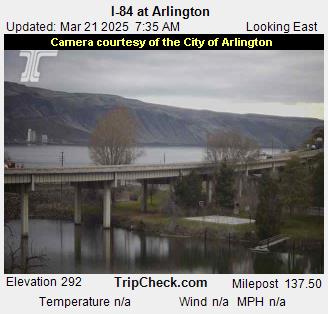 I-84 at Arlington
Updated: Mar 21 2025 7:35 AM Looking East
Camera courtesy of the City of Arlington
Elevation 292 TripCheck.com Milepost 137.50
Temperature n/a Wind n/a MPH n/a